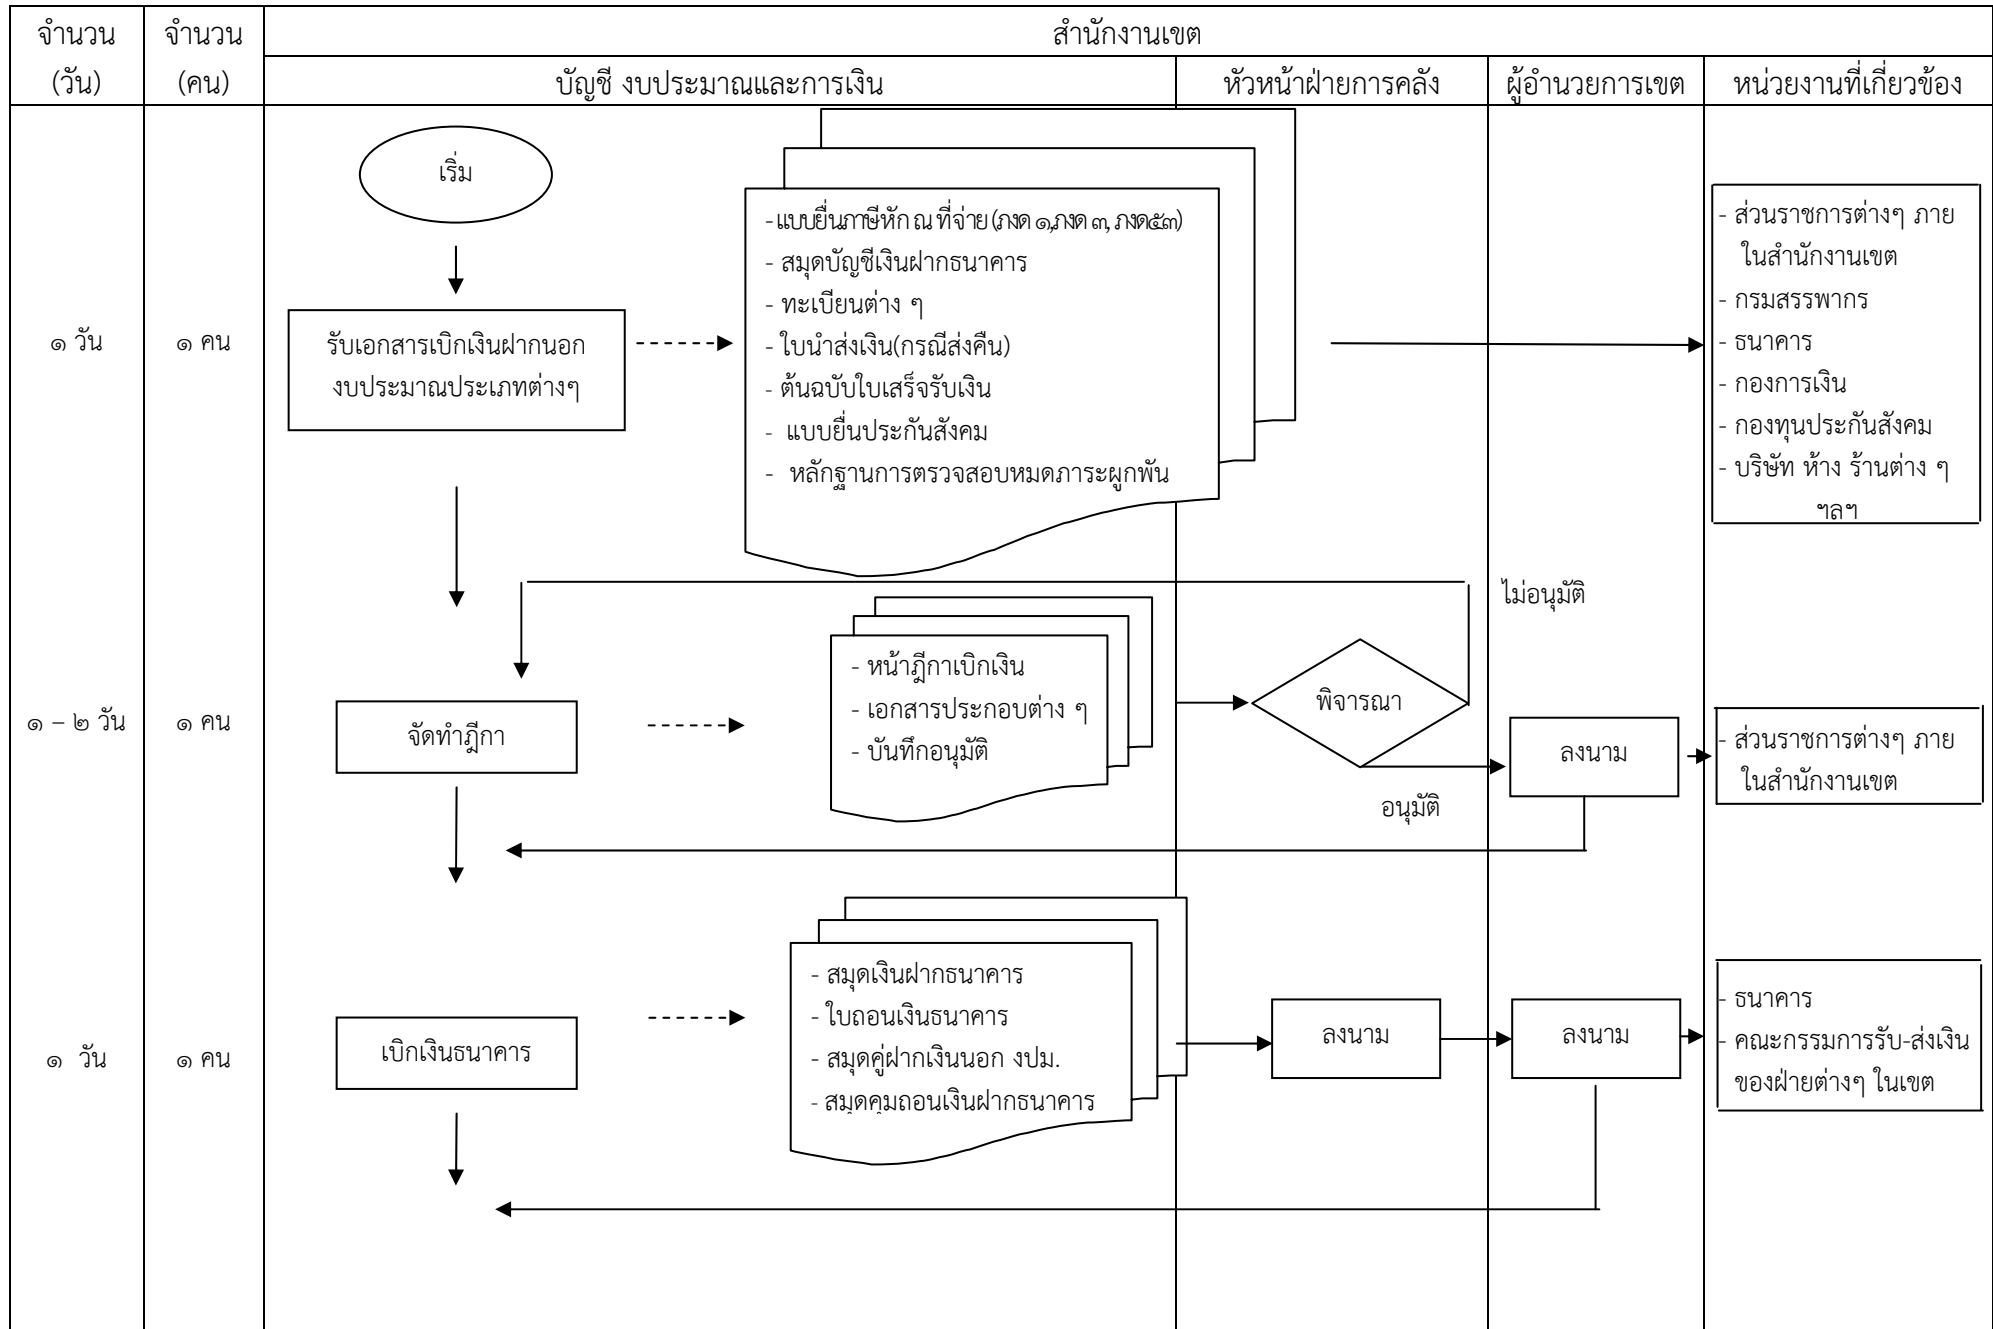 จำนวน
(วัน)
จำนวน
(คน)
สำนักงานเขต
บัญชี งบประมาณและการเงิน
หัวหน้าฝ่ายการคลัง
ผู้อำนวยการเขต
หน่วยงานที่เกี่ยวข้อง
เริ่ม
๑ วัน
๑ คน
รับเอกสารเบิกเงินฝากนอก
งบประมาณประเภทต่างๆ
- แบบยื่นภาษีหัก ณ ที่จ่าย (ภงด ๑,ภงด ๓, ภงด๕๓)
- สมุดบัญชีเงินฝากธนาคาร
- ทะเบียนต่าง ๆ
- ใบนำส่งเงิน(กรณีส่งคืน)
- ต้นฉบับใบเสร็จรับเงิน
- แบบยื่นประกันสังคม
- หลักฐานการตรวจสอบหมดภาระผูกพัน
- ส่วนราชการต่างๆ ภาย
ในสำนักงานเขต
- กรมสรรพากร
- ธนาคาร
- กองการเงิน
- กองทุนประกันสังคม
- บริษัท ห้าง ร้านต่าง ๆ
ฯลฯ
ไม่อนุมัติ
๑ – ๒ วัน
๑ คน
จัดทำฎีกา
- หน้าฎีกาเบิกเงิน
- เอกสารประกอบต่าง ๆ
- บันทึกอนุมัติ
พิจารณา
อนุมัติ
ลงนาม
- ส่วนราชการต่างๆ ภาย
ในสำนักงานเขต
๑ วัน
๑ คน
เบิกเงินธนาคาร
- สมุดเงินฝากธนาคาร
- ใบถอนเงินธนาคาร
- สมุดคู่ฝากเงินนอก งปม.
- สมุดคุมถอนเงินฝากธนาคาร
ลงนาม
ลงนาม
- ธนาคาร
- คณะกรรมการรับ-ส่งเงิน
ของฝ่ายต่างๆ ในเขต